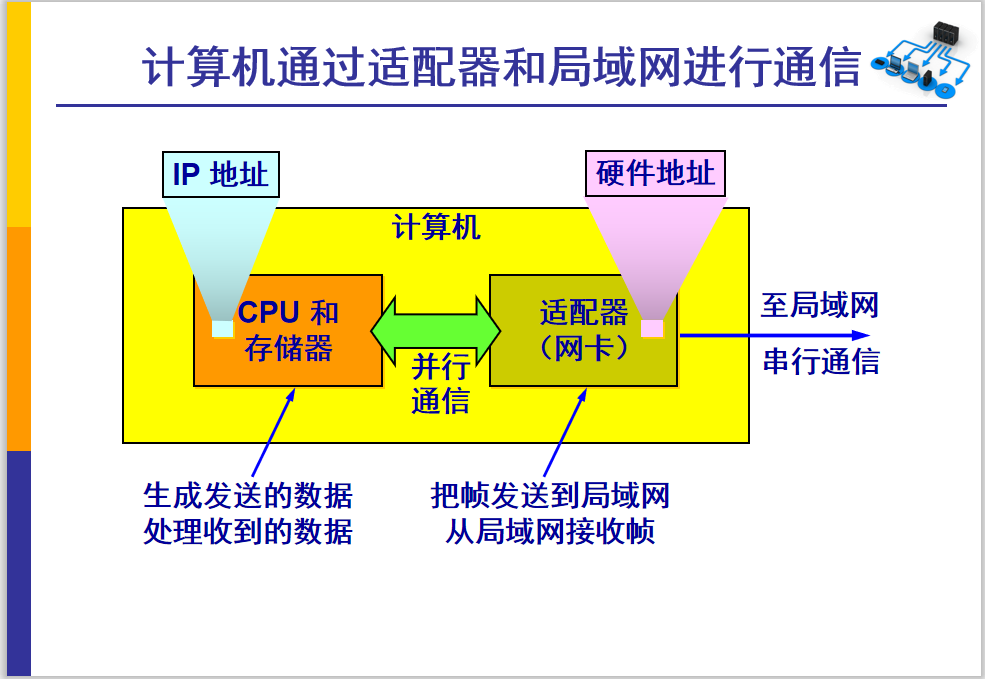 计算机通过适配器和局域网进行通信
IP 地址
硬件地址
计算机
CPU 和
存储器
并行
通信
适配器
（网卡）
至局域网
串行通信
生成发送的数据
处理收到的数据
把帧发送到局域网
从局域网接收帧